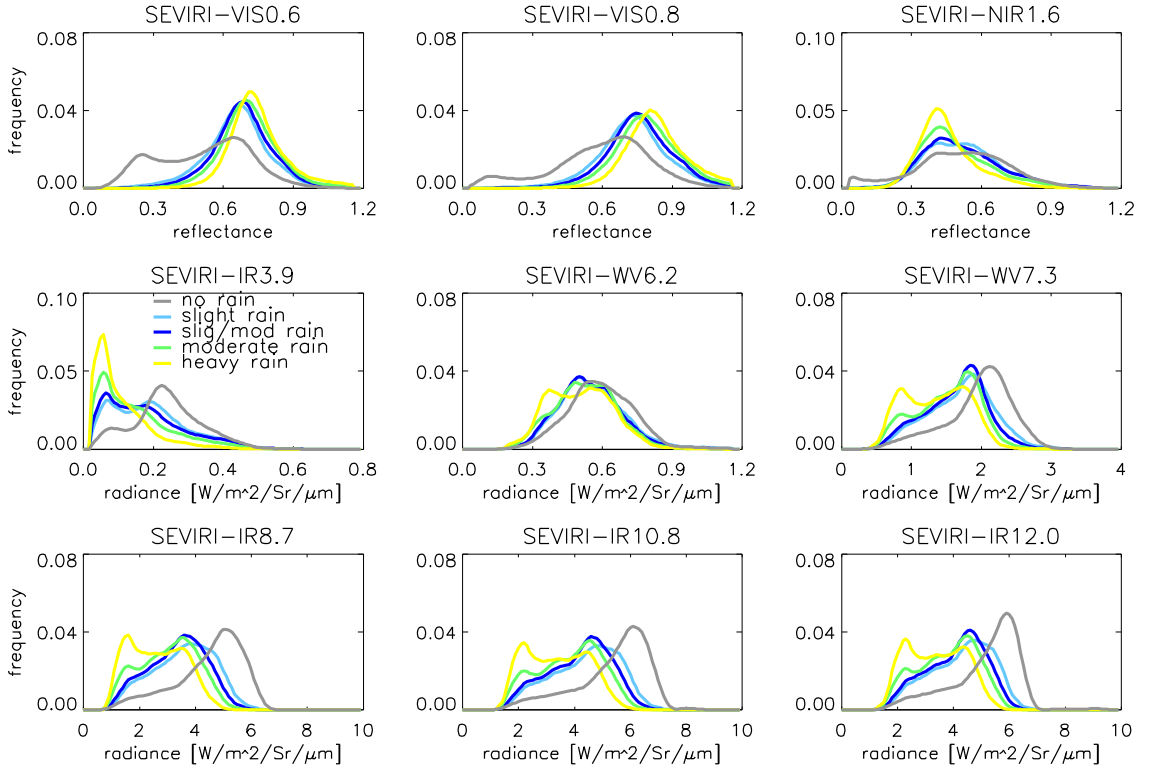 SEVIRI-VIS0.6 SEVIRI-VIS0.8 SEVIRI-NIR1.6
0.08 0.08 0.10
frequency
0.04 0.04 0.05
0.00 0.00 0.00
0.0 0.3 0.6 0.9 1.2 0.0 0.3 0.6 0.9 1.2 0.0 0.3 0.6 0.9 1.2
reflectance reflectance reflectance
SEVIRI-IR3.9 SEVIRI-WV6.2 SEVIRI-WV7.3
0.10 0.08 0.08
no rain
slight rain
slig/mod rain
moderate rain
heavy rain
frequency
0.05 0.04 0.04
0.00 0.00 0.00
0.0 0.2 0.4 0.6 0.8 0.0 0.3 0.6 0.9 1.2 0 1 2 3 4
radiance [W/m^2/Sr/μm] radiance [W/m^2/Sr/μm] radiance [W/m^2/Sr/μm]
SEVIRI-IR8.7 SEVIRI-IR10.8 SEVIRI-IR12.0
0.08 0.08 0.08
frequency
0.04 0.04 0.04
0.00 0.00 0.00
0 2 4 6 8 10 0 2 4 6 8 10 0 2 4 6 8 10
radiance [W/m^2/Sr/μm] radiance [W/m^2/Sr/μm] radiance [W/m^2/Sr/μm]